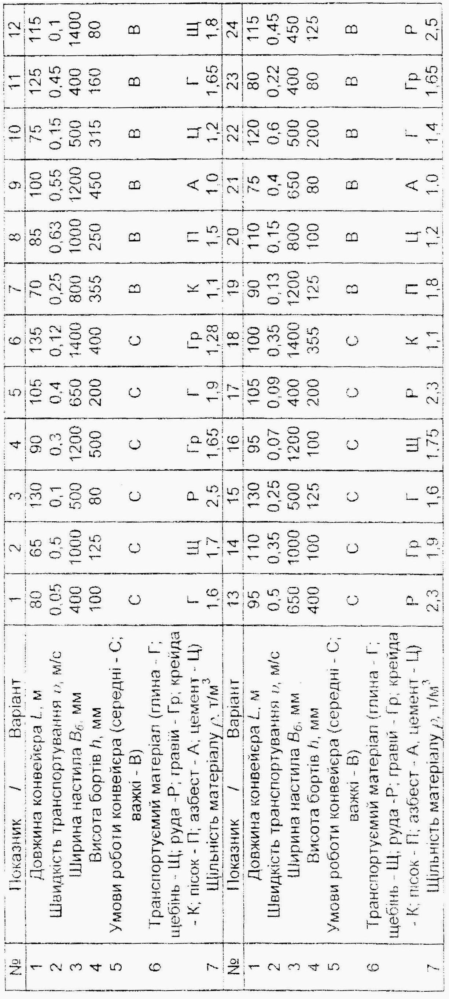 № Показник / Варіант 1 2 3 4 5 6 7 8 9 10 11 12
1 Довжина конвейєра L, м 80 65 130 90 105 135 70 85 100 75 125 115
2 Швидкість транспортування υ, м/с 0,05 0,5 0,1 0,3 0,4 0,12 0,25 0,63 0,55 0,15 0,45 0,1
3 Ширина настила Bб, мм 400 1000 500 1200 650 1400 800 1000 1200 500 400 1400
4 Висота бортів h, мм 100 125 80 500 200 400 355 250 450 315 160 80
5 Умови роботи конвейєра (середні - С;
важкі - В) С С С С С С В В В В В В
6 Транспортуємий матеріал (глина - Г;
щебінь - Щ; руда -Р; травій - Гр; крейда
- К; пісок - П; азбест - А; цемент - Ц) Г Щ Р Гр Г Гр К П А Ц Г Щ
7 Щільність матеріалу ρ, т/м³ 1,6 1,7 2,5 1,65 1,9 1,28 1,1 1,5 1,0 1,2 1,65 1,8
№ Показник / Варіант 13 14 15 16 17 18 19 20 21 22 23 24
1 Довжина конвейєра L, м 95 110 130 95 105 100 90 110 75 120 80 115
2 Швидкість транспортування υ, м/с 0,5 0,35 0,25 0,07 0,09 0,35 0,13 0,15 0,4 0,6 0,22 0,45
3 Ширина настила Bб, мм 650 1000 500 1200 400 1400 1200 800 650 500 400 450
4 Висота бортів h, мм 400 100 125 100 200 355 125 100 80 200 80 125
5 Умови роботи конвейєра (середні - С;
важкі - В) С С С С С С В В В В В В
6 Транспортуємий матеріал (глина - Г;
щебінь - Щ; руда -Р; гравій - Гр; крейда
- К; пісок - П; азбест - А, цемент - Ц) Р Гр Г Щ Р К П Ц А Г Гр Р
7 Щільність матеріалу ρ, т/м³ 2,3 1,9 1,6 1,75 2,3 1,1 1,8 1,2 1,0 1,4 1,65 2,5